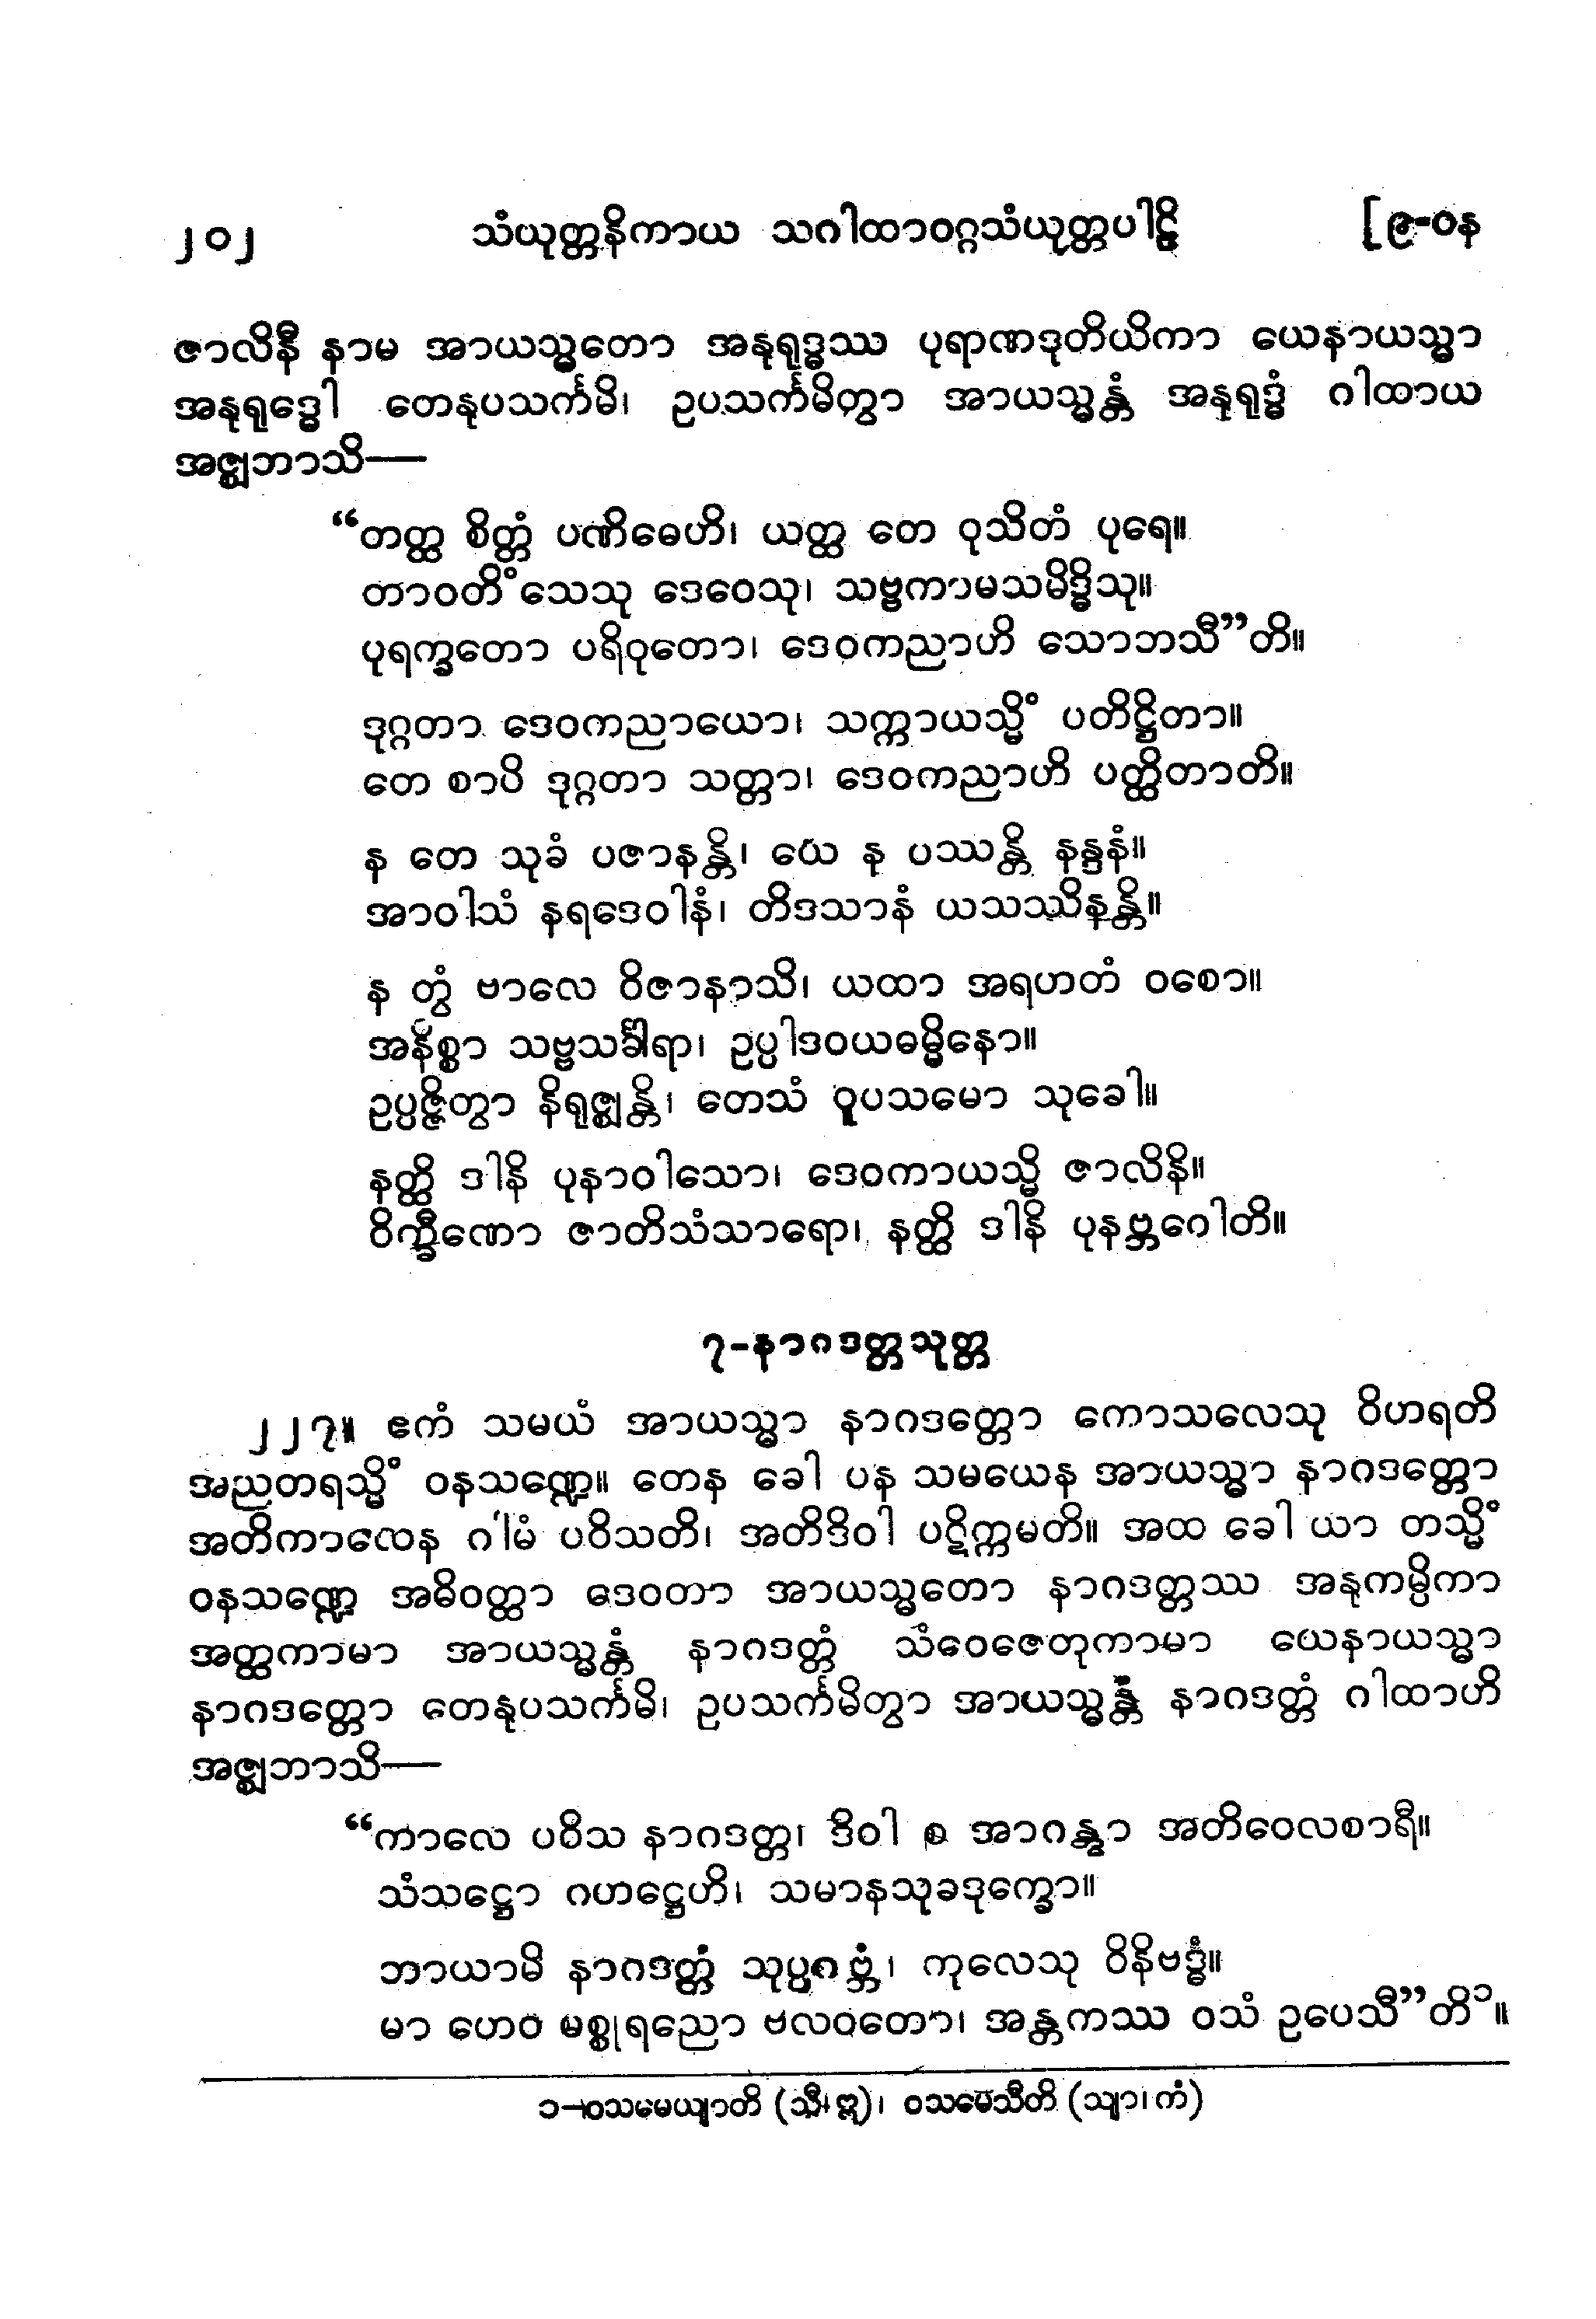 ၂၀၂ သံယုတ္တနိကာယ သဂါထာဝဂ္ဂသံယုတ္တပါဠိ [၉-ဝန
ဇာလိနီ နာမ အာယသ္မတော အနုရုဒ္ဓဿ ပုရာဏဒုတိယိကာ ယေနာယသ္မာ
အနုရုဒ္ဓေါ တေနုပသင်္ကမိ၊ ဥပသင်္ကမိတွာ အာယသ္မန္တံ အနုရုဒ္ဓံ ဂါထာယ
အဇ္ဈဘာသိ—
“တတ္ထ စိတ္တံ ပဏိဓေဟိ၊ ယတ္ထ တေ ဝုသိတံ ပုရေ။
တာဝတိံသေသု ဒေဝေသု၊ သဗ္ဗကာမသမိဒ္ဓိသု။
ပုရက္ခတော ပရိဝုတော၊ ဒေဝကညာဟိ သောဘသီ”တိ။
ဒုဂ္ဂတာ ဒေဝကညာယော၊ သက္ကာယသ္မိံ ပတိဋ္ဌိတာ။
တေ စာပိ ဒုဂ္ဂတာ သတ္တာ၊ ဒေဝကညာဟိ ပတ္ထိတာတိ။
န တေ သုခံ ပဇာနန္တိ၊ ယေ န ပဿန္တိ နန္ဒနံ။
အာဝါသံ နရဒေဝါနံ၊ တိဒသာနံ ယသဿိနန္တိ။
န တွံ ဗာလေ ဝိဇာနာသိ၊ ယထာ အရဟတံ ဝစော။
အနိစ္စာ သဗ္ဗသင်္ခါရာ၊ ဥပ္ပါဒဝယဓမ္မိနော။
ဥပ္ပဇ္ဇိတွာ နိရုဇ္ဈန္တိ၊ တေသံ ဝူပသမော သုခေါ။
နတ္ထိ ဒါနိ ပုနာဝါသော၊ ဒေဝကာယသ္မိ ဇာလိနိ။
ဝိက္ခီဏော ဇာတိသံသာရော၊ နတ္ထိ ဒါနိ ပုနဗ္ဘဝေါတိ။
၇-နာဂဒတ္တသုတ္တ
၂၂၇။ ဧကံ သမယံ အာယသ္မာ နာဂဒတ္တော ကောသလေသု ဝိဟရတိ
အညတရသ္မိံ ဝနသဏ္ဍေ။ တေန ခေါ ပန သမယေန အာယသ္မာ နာဂဒတ္တော
အတိကာလေန ဂါမံ ပဝိသတိ၊ အတိဒိဝါ ပဋိက္ကမတိ။ အထ ခေါ ယာ တသ္မိံ
ဝနသဏ္ဍေ အဓိဝတ္ထာ ဒေဝတာ အာယသ္မတော နာဂဒတ္တဿ အနုကမ္ပိကာ
အတ္ထကာမာ အာယသ္မန္တံ နာဂဒတ္တံ သံဝေဇေတုကာမာ ယေနာယသ္မာ
နာဂဒတ္တော တေနုပသင်္ကမိ၊ ဥပသင်္ကမိတွာ အာယသ္မန္တံ နာဂဒတ္တံ ဂါထာဟိ
အဇ္ဈဘာသိ—
“ကာလေ ပဝိသ နာဂဒတ္တ၊ ဒိဝါ စ အာဂန္တွာ အတိဝေလစာရီ။
သံသဋ္ဌော ဂဟဋ္ဌေဟိ၊ သမာနသုခဒုက္ခော။
ဘာယာမိ နာဂဒတ္တံ သုပ္ပဂဗ္ဘံ၊ ကုလေသု ဝိနိဗဒ္ဓံ။
မာ ဟေဝ မစ္စုရညော ဗလဝတော၊ အန္တကဿ ဝသံ ဥပေသီ”တိ၁။
၁-ဝသမေယျာတိ (သီ၊ ဣ)၊ ဝသမေသီတိ (သျာ၊ ကံ)